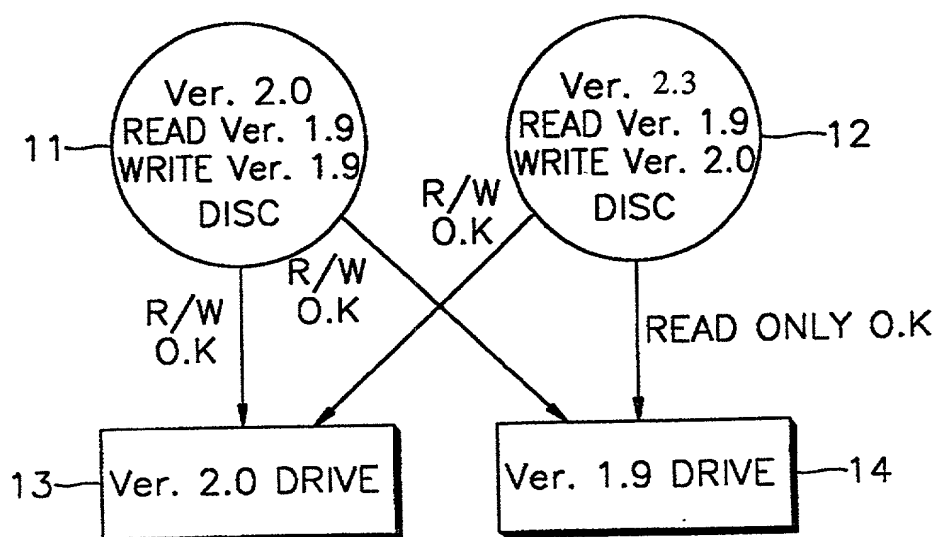 11
Ver. 2.0
READ Ver. 1.9
WRITE Ver. 1.9
DISC
Ver. 2.3
READ Ver. 1.9
WRITE Ver. 2.0
DISC
12
R/W
O.K
R/W
O.K
R/W
O.K
READ ONLY O.K
13
Ver. 2.0 DRIVE
Ver. 1.9 DRIVE
14